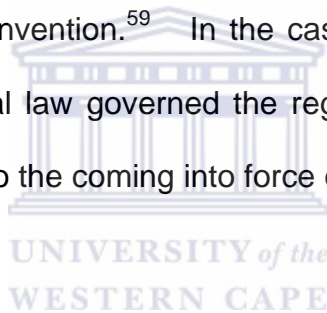 nvention.59 In the cas
al law governed the reg
o the coming into force
UNIVERSITY of the
WESTERN CAPE